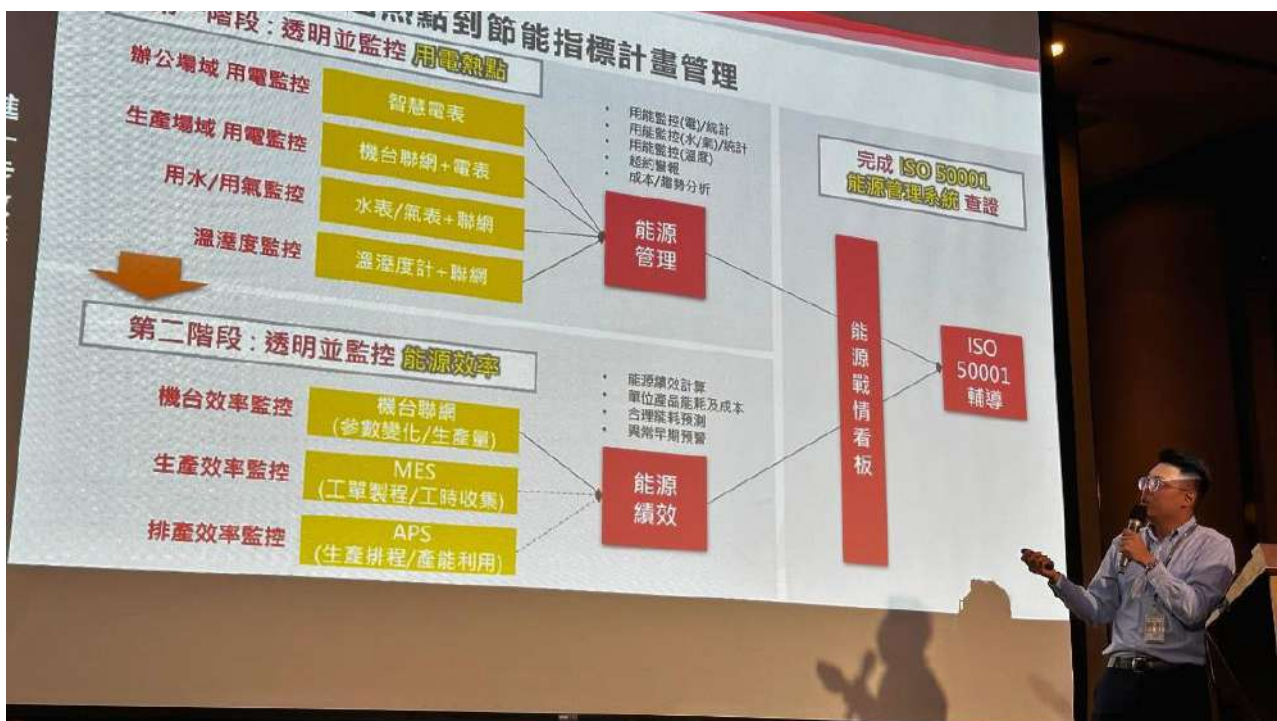 點到節能指標計畫管理
階段：透明並監控 用電熱點
辦公場域 用電監控
智慧電表
生產場域 用電監控
機台聯網+電表
用水/用氣監控
水表/氣表+聯網
溫溼度監控
溫溼度計+聯網
• 用能監控(電)/統計
• 用能監控(水/氣)/統計
• 用能監控(溫度)
• 超約警報
• 成本/趨勢分析
能源
管理
第二階段：透明並監控 能源效率
機台效率監控
機台聯網
(參數變化/生產量)
生產效率監控
MES
(工單製程/工時收集)
排產效率監控
APS
(生產排程/產能利用)
• 能源績效計算
• 單位產品能耗及成本
• 合理能耗預測
• 異常早期預警
能源
績效
完成 ISO 50001
能源管理系統 查證
能源戰情看板
ISO
50001
輔導